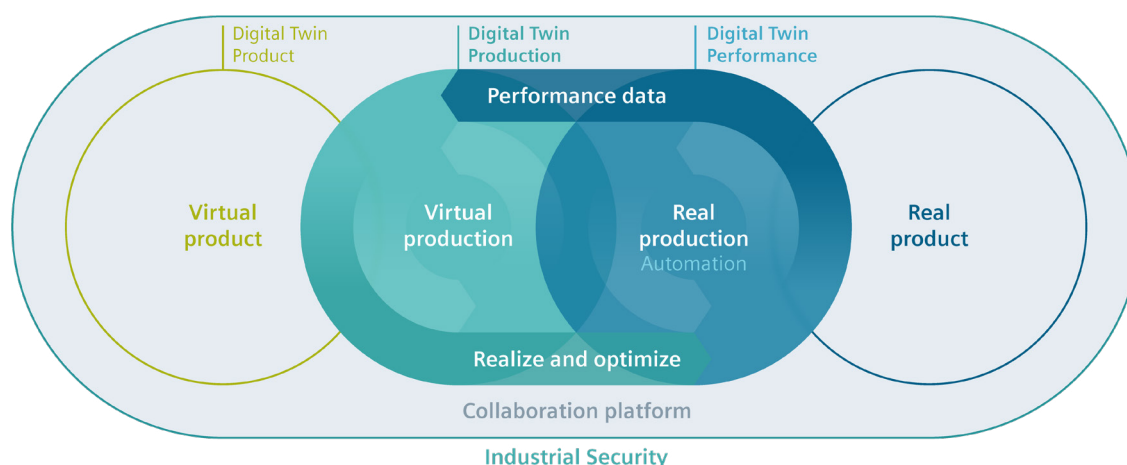 Digital Twin
Product
Digital Twin
Production
Digital Twin
Performance
Performance data
Virtual
product
Virtual
production
Real
production
Automation
Real
product
Realize and optimize
Collaboration platform
Industrial Security